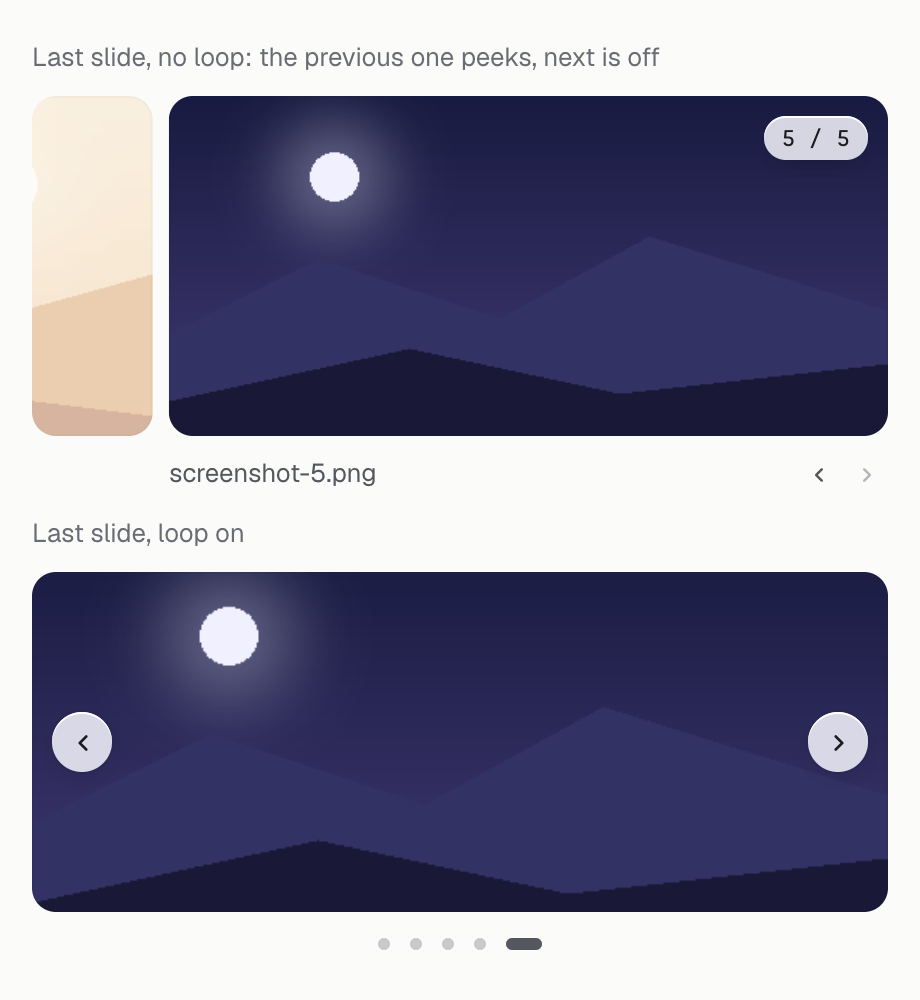 Last slide, no loop: the previous one peeks, next is off
5 / 5
screenshot-5.png
Last slide, loop on